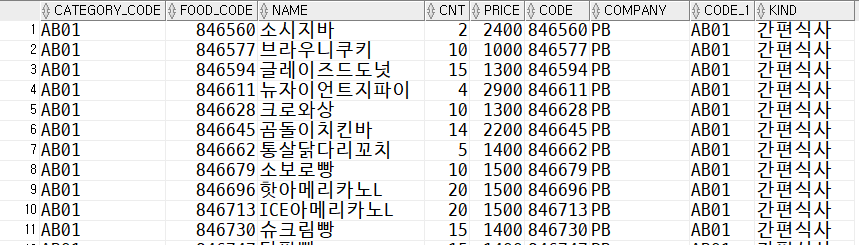 CATEGORY_CODE FOOD_CODE NAME CNT PRICE CODE COMPANY CODE_1 KIND
1 AB01 846560 소시지바 2 2400 846560 PB AB01 간편식사
2 AB01 846577 브라우니쿠키 10 1000 846577 PB AB01 간편식사
3 AB01 846594 글레이즈드도넛 15 1300 846594 PB AB01 간편식사
4 AB01 846611 뉴자이언트지파이 4 2900 846611 PB AB01 간편식사
5 AB01 846628 크로와상 10 1300 846628 PB AB01 간편식사
6 AB01 846645 곰돌이치킨바 14 2200 846645 PB AB01 간편식사
7 AB01 846662 통살닭다리꼬치 5 1400 846662 PB AB01 간편식사
8 AB01 846679 소보로빵 10 1500 846679 PB AB01 간편식사
9 AB01 846696 핫아메리카노L 20 1500 846696 PB AB01 간편식사
10 AB01 846713 ICE아메리카노L 20 1500 846713 PB AB01 간편식사
11 AB01 846730 슈크림빵 15 1400 846730 PB AB01 간편식사